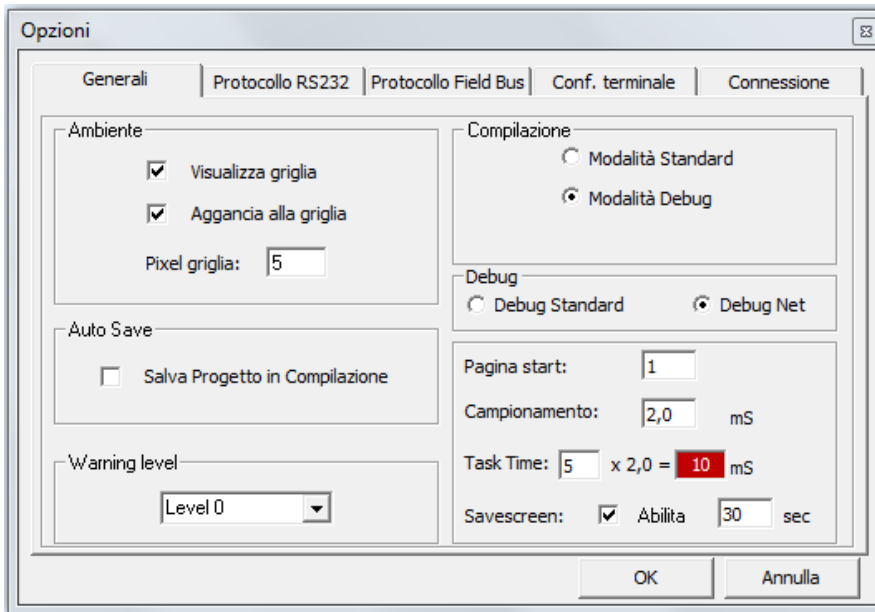 Opzioni
Generali Protocollo RS232 Protocollo Field Bus Conf. terminale Connessione
Ambiente
Visualizza griglia
Aggancia alla griglia
Pixel griglia: 5
Auto Save
Salva Progetto in Compilazione
Warning level
Level 0
Compilazione
Modalità Standard
Modalità Debug
Debug
Debug Standard Debug Net
Pagina start: 1
Campionamento: 2,0 mS
Task Time: 5 x 2,0 = 10 mS
Savescreen: Abilita 30 sec
OK Annulla